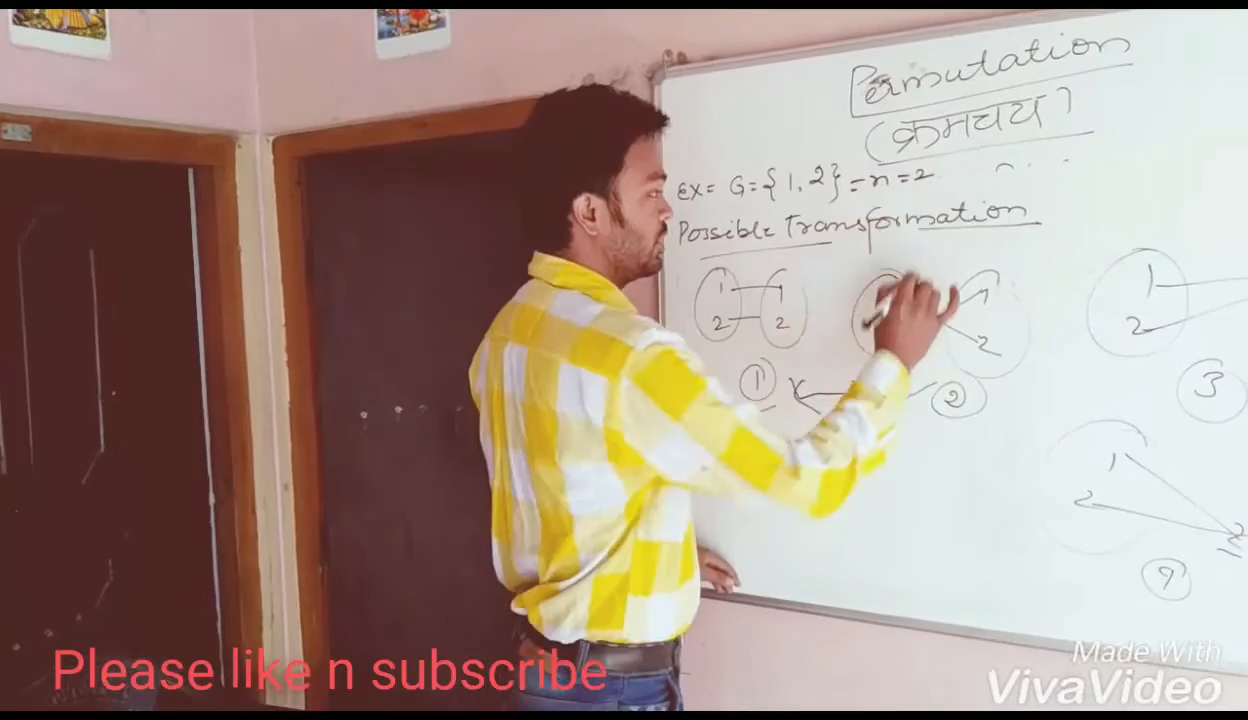 Permutation
(क्रमचय)
Ex= G={1,2}=n=2
Possible Transformation
1 1 1 1
2 2 2 2
① ② 3
1
2 2
Please like n subscribe
Made With
VivaVideo